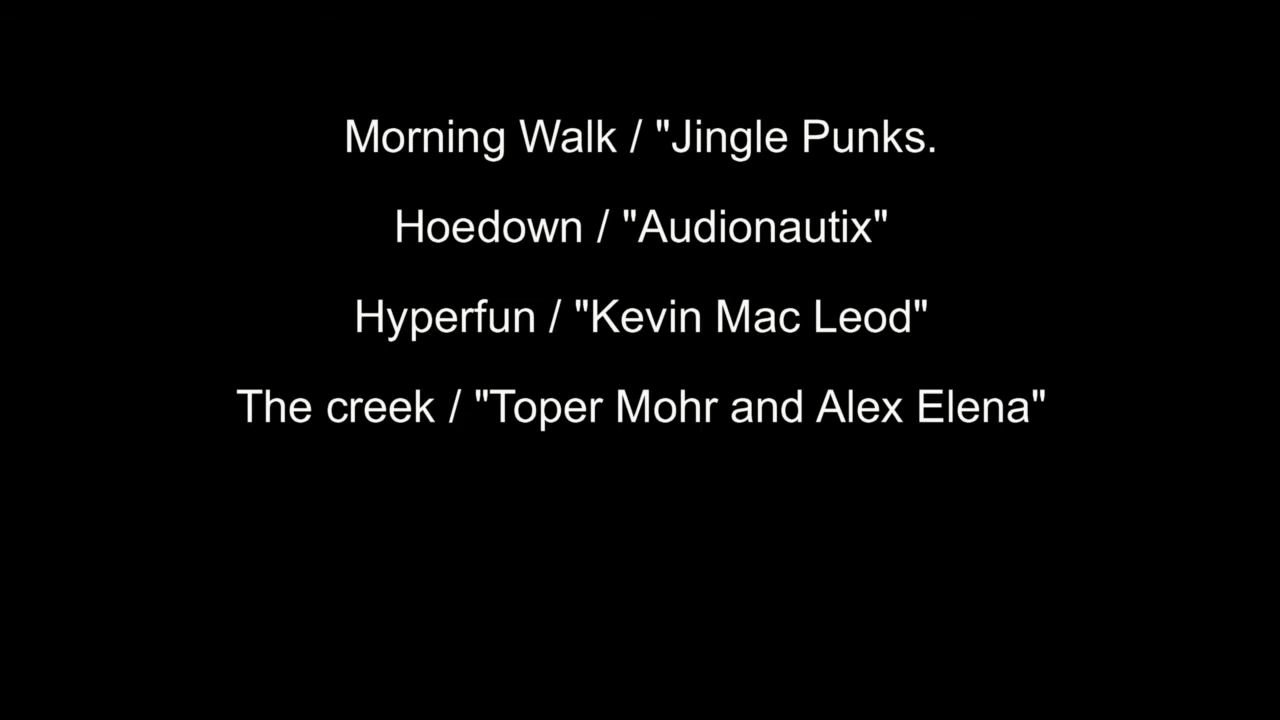 Morning Walk / "Jingle Punks.
Hoedown / "Audionautix"
Hyperfun / "Kevin Mac Leod"
The creek / "Toper Mohr and Alex Elena"